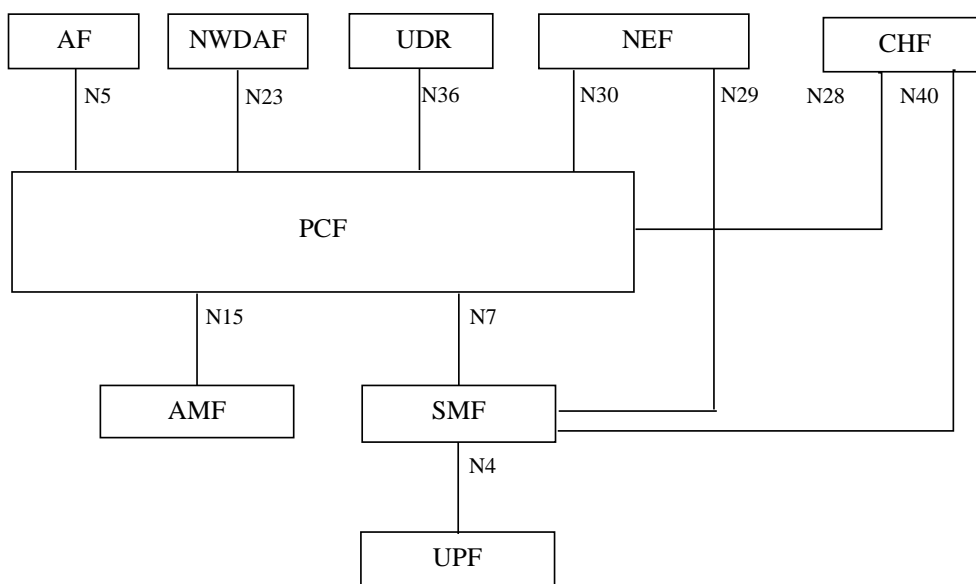 AF
NWDAF
UDR
NEF
CHF
N5
N23
N36
N30
N29
N28
N40
PCF
N15
N7
AMF
SMF
N4
UPF